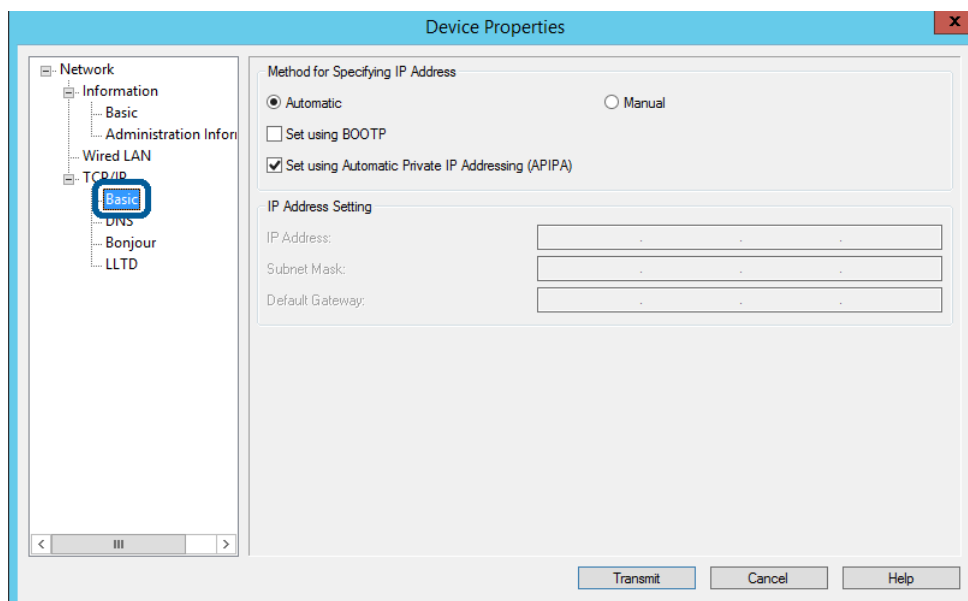 Device Properties
x
Network
Information
Basic
Wired LAN
TCP/IP
Basic
DNS
Bonjour
LLTD
Administration Infor
Method for Specifying IP Address
Automatic
Manual
Set using BOOTP
Set using Automatic Private IP Addressing (APIPA)
IP Address Setting
IP Address:
Subnet Mask:
Default Gateway:
Transmit
Cancel
Help